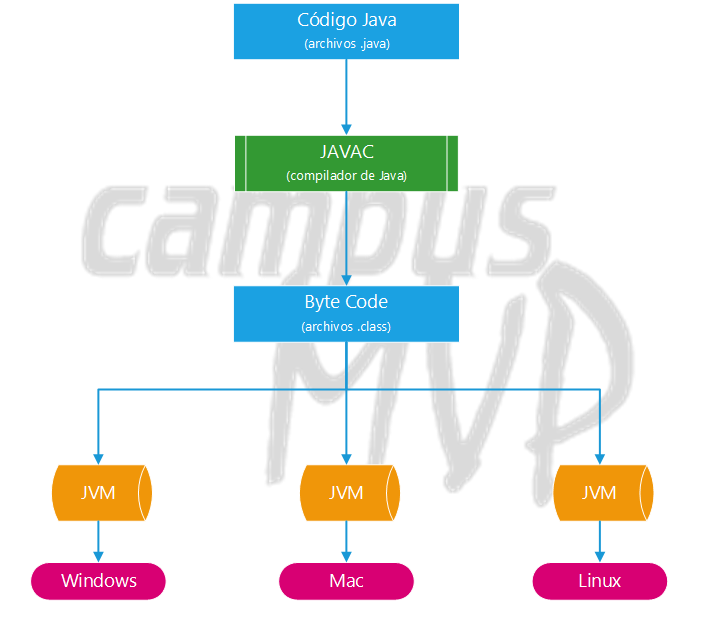 Código Java
(archivos .java)
JAVAC
(compilador de Java)
campus
MVP
Byte Code
(archivos .class)
JVM
JVM
JVM
Windows
Mac
Linux